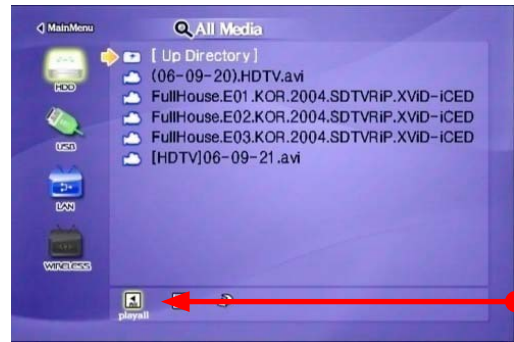 MainMenu
All Media
HDD
USB
LAN
WIRELESS
[ Up Directory ]
(06-09-20).HDTV.avi
FullHouse.E01.KOR.2004.SDTVRiP.XViD-iCED
FullHouse.E02.KOR.2004.SDTVRiP.XViD-iCED
FullHouse.E03.KOR.2004.SDTVRiP.XViD-iCED
[HDTV]06-09-21.avi
playall